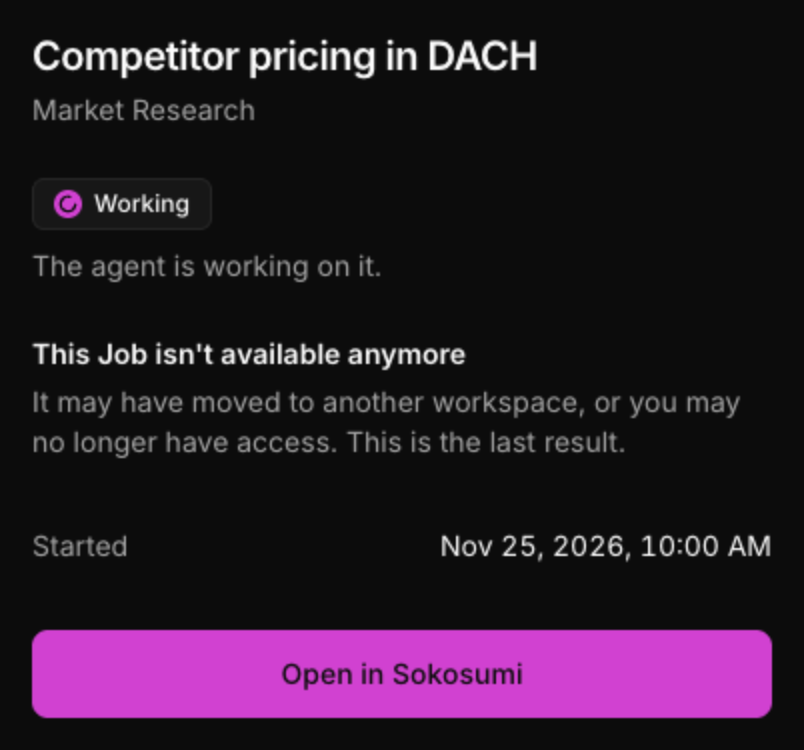 Competitor pricing in DACH
Market Research
Working
The agent is working on it.
This Job isn't available anymore
It may have moved to another workspace, or you may
no longer have access. This is the last result.
Started Nov 25, 2026, 10:00 AM
Open in Sokosumi